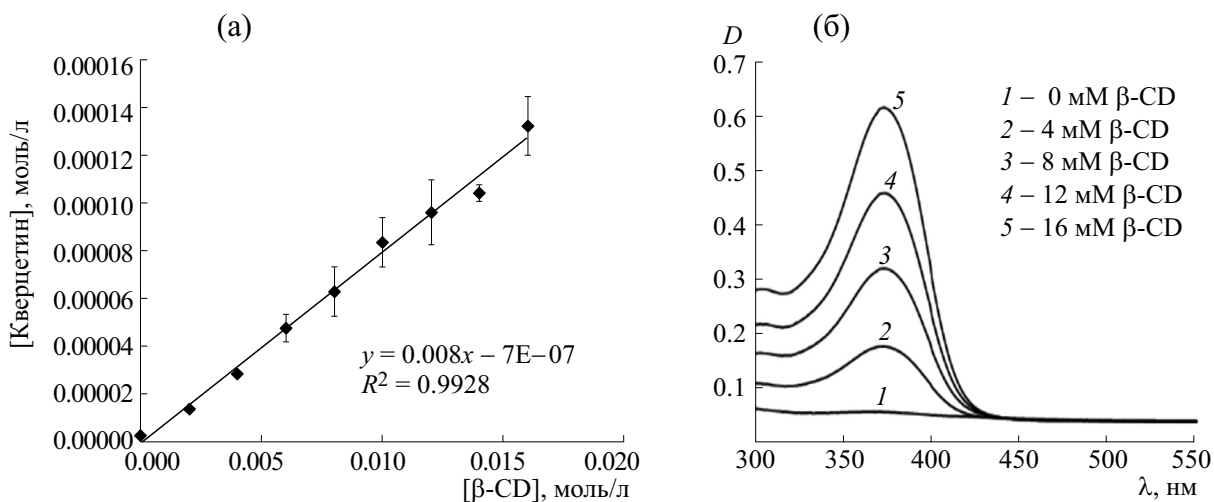 (а)
[Кверцетин], моль/л
0.00016
0.00014
0.00012
0.00010
0.00008
0.00006
0.00004
0.00002
0.00000
y = 0.008x – 7E–07
R² = 0.9928
0.000 0.005 0.010 0.015 0.020
[β-CD], моль/л
(б)
D
0.7
0.6
0.5
0.4
0.3
0.2
0.1
5
4
3
2
1
1 – 0 мМ β-CD
2 – 4 мМ β-CD
3 – 8 мМ β-CD
4 – 12 мМ β-CD
5 – 16 мМ β-CD
300 350 400 450 500 550
λ, нм